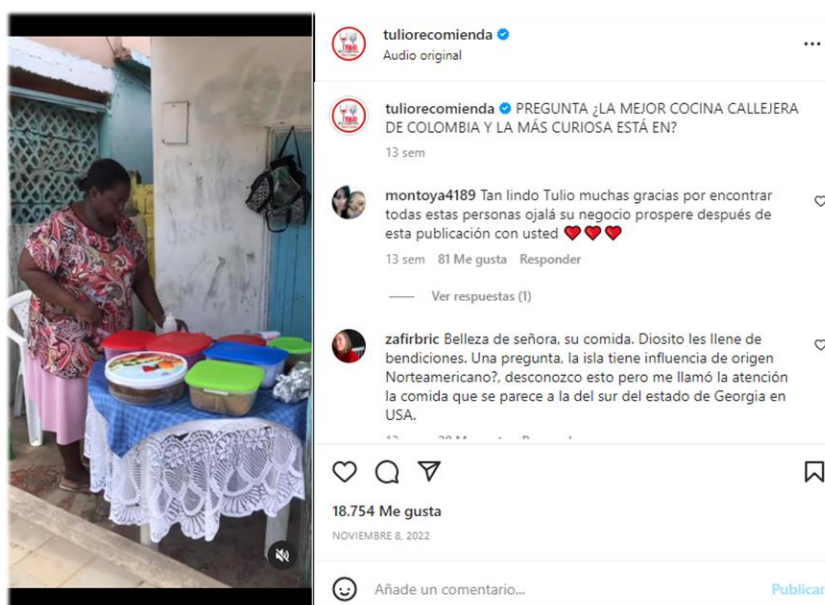 tuliorecomienda
Audio original
tuliorecomienda PREGUNTA ¿LA MEJOR COCINA CALLEJERA
DE COLOMBIA Y LA MÁS CURIOSA ESTÁ EN?
13 sem
montoya4189 Tan lindo Tulio muchas gracias por encontrar
todas estas personas ojalá su negocio prospere después de
esta publicación con usted ❤️❤️❤️
13 sem 81 Me gusta Responder
Ver respuestas (1)
zafirbric Belleza de señora, su comida. Diosito les llene de
bendiciones. Una pregunta, la isla tiene influencia de origen
Norteamericano?, desconozco esto pero me llamó la atención
la comida que se parece a la del sur del estado de Georgia en
USA.
18.754 Me gusta
NOVIEMBRE 8, 2022
Añade un comentario...
Publicar